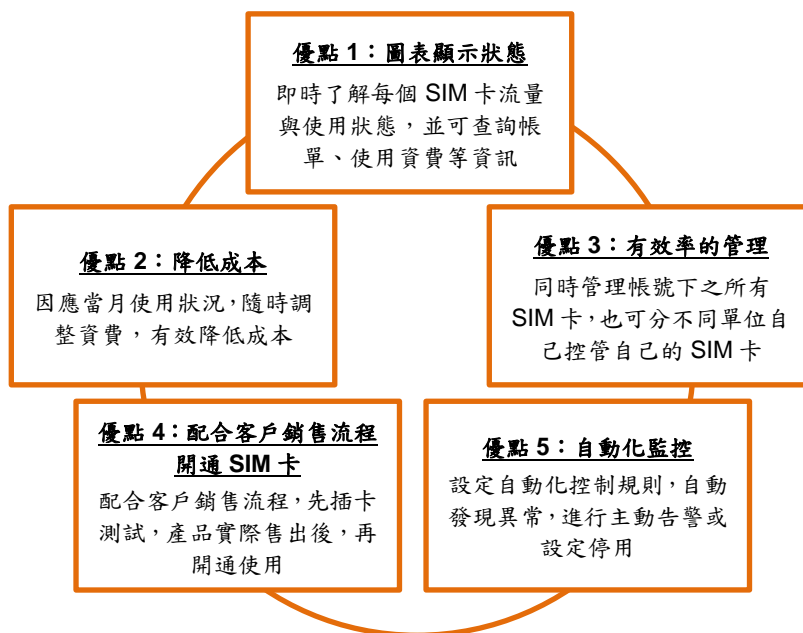 優點 1：圖表顯示狀態
即時了解每個 SIM 卡流量
與使用狀態，並可查詢帳
單、使用資費等資訊
優點 2：降低成本
因應當月使用狀況，隨時調
整資費，有效降低成本
優點 3：有效率的管理
同時管理帳號下之所有
SIM 卡，也可分不同單位自
己控管自己的 SIM 卡
優點 4：配合客戶銷售流程
開通 SIM 卡
配合客戶銷售流程，先插卡
測試，產品實際售出後，再
開通使用
優點 5：自動化監控
設定自動化控制規則，自動
發現異常，進行主動告警或
設定停用